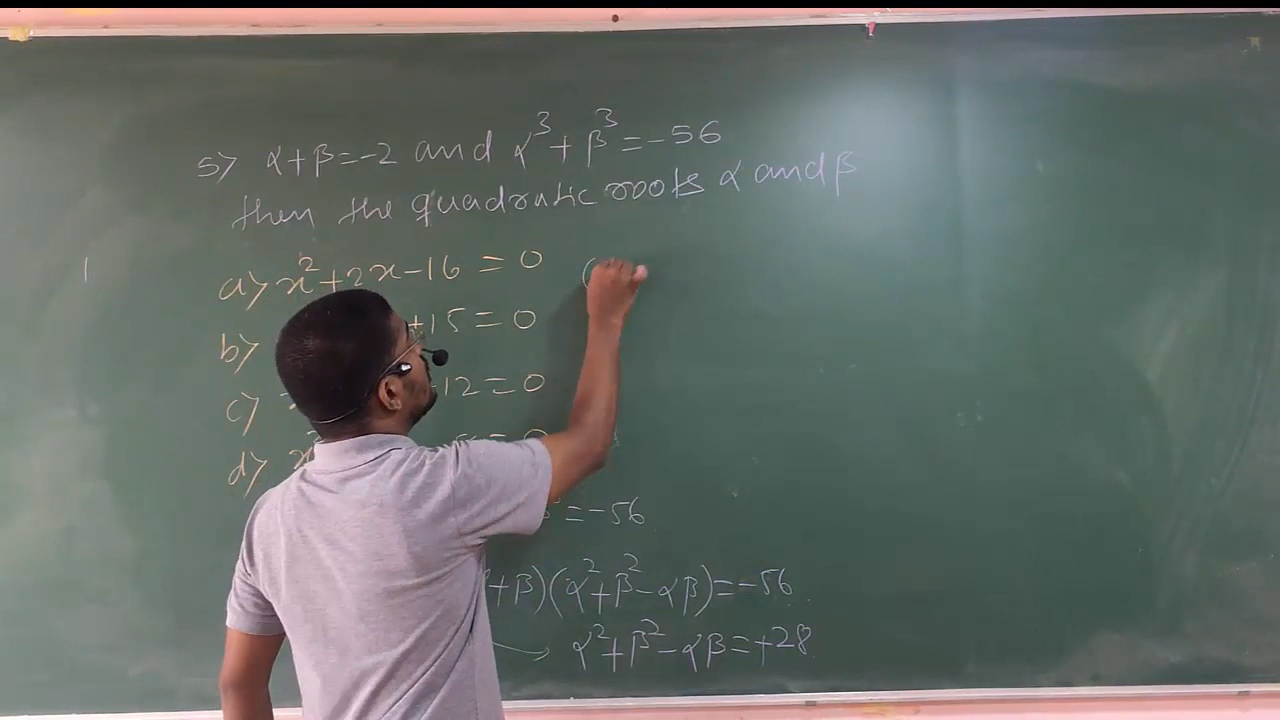 5> α+β=-2 and α³+β³=-56
then the quadratic roots α and β
a> x²+2x-16=0
b> +15=0
c> 12=0
d> x
=-56
+β)(α²+β²-αβ)=-56
α²+β²-αβ=+28